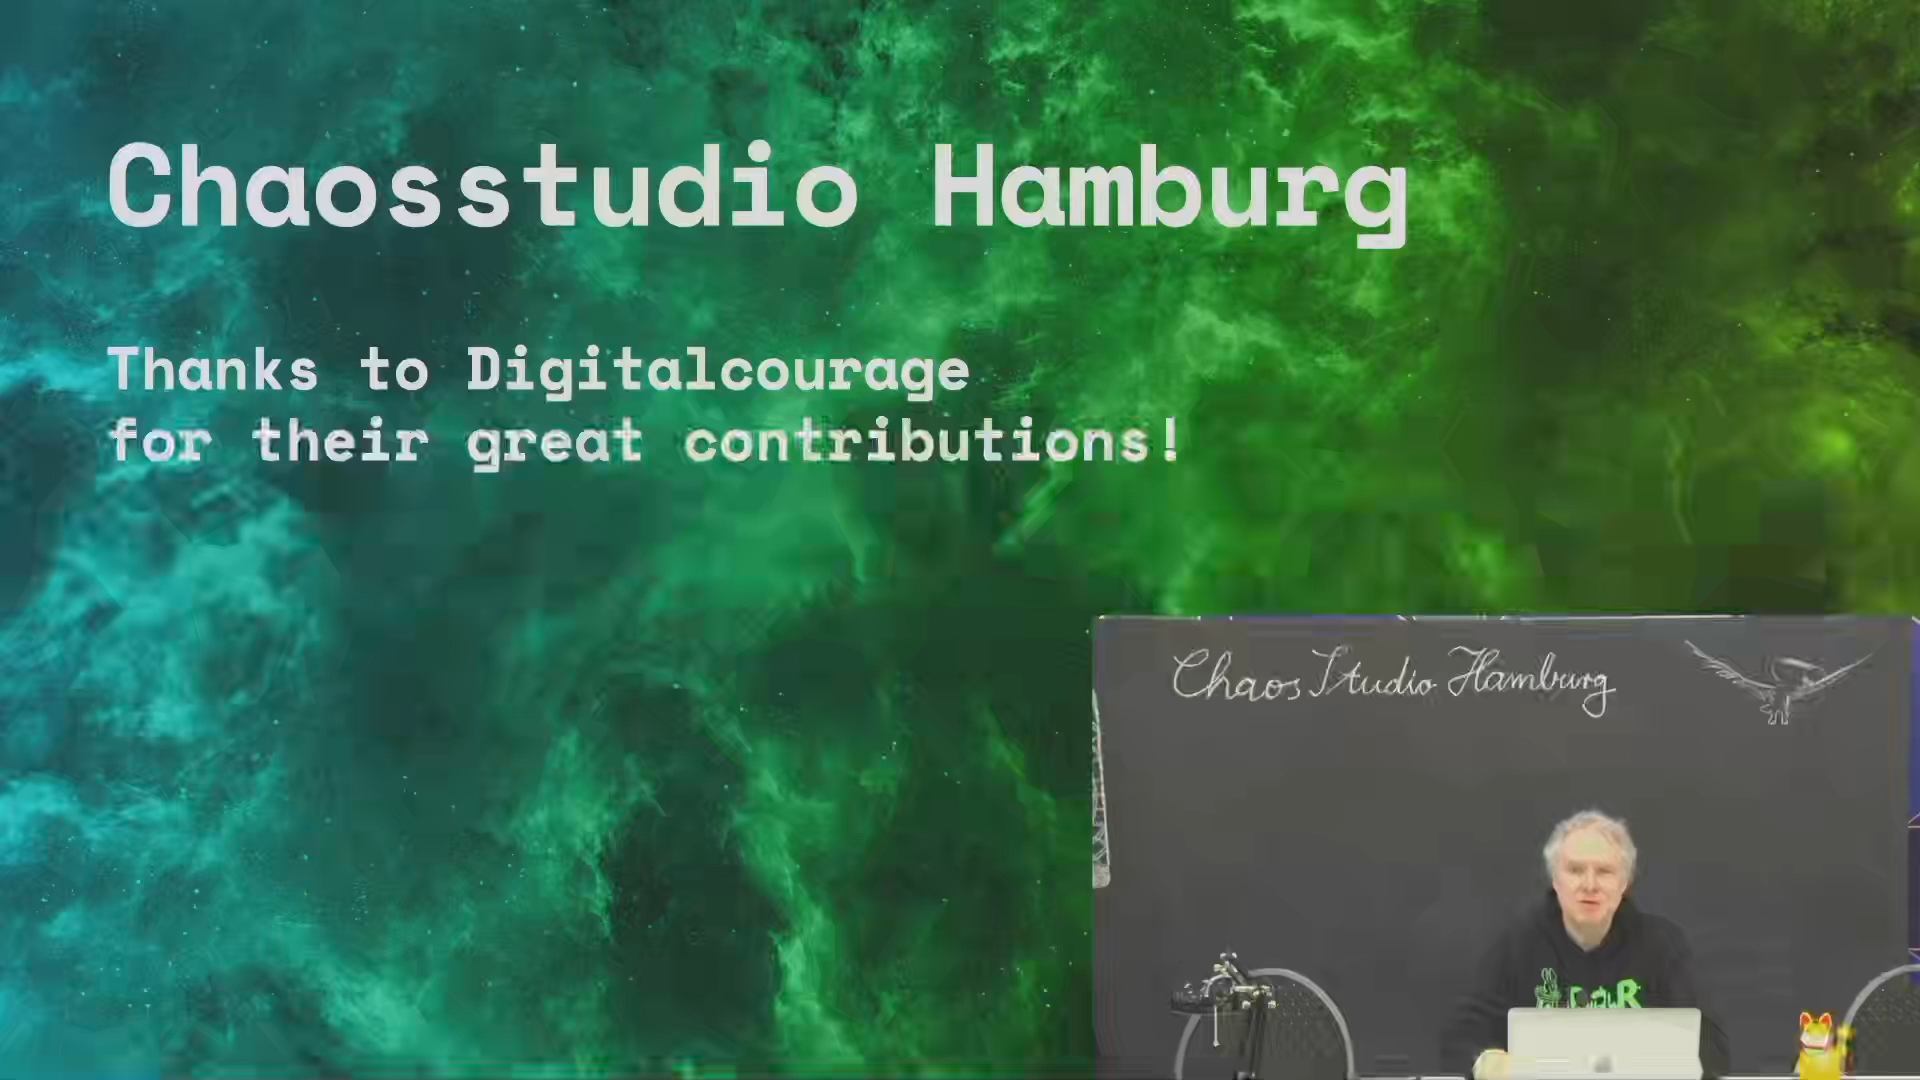 Chaosstudio Hamburg
Thanks to Digitalcourage
for their great contributions!
Chaos Studio Hamburg